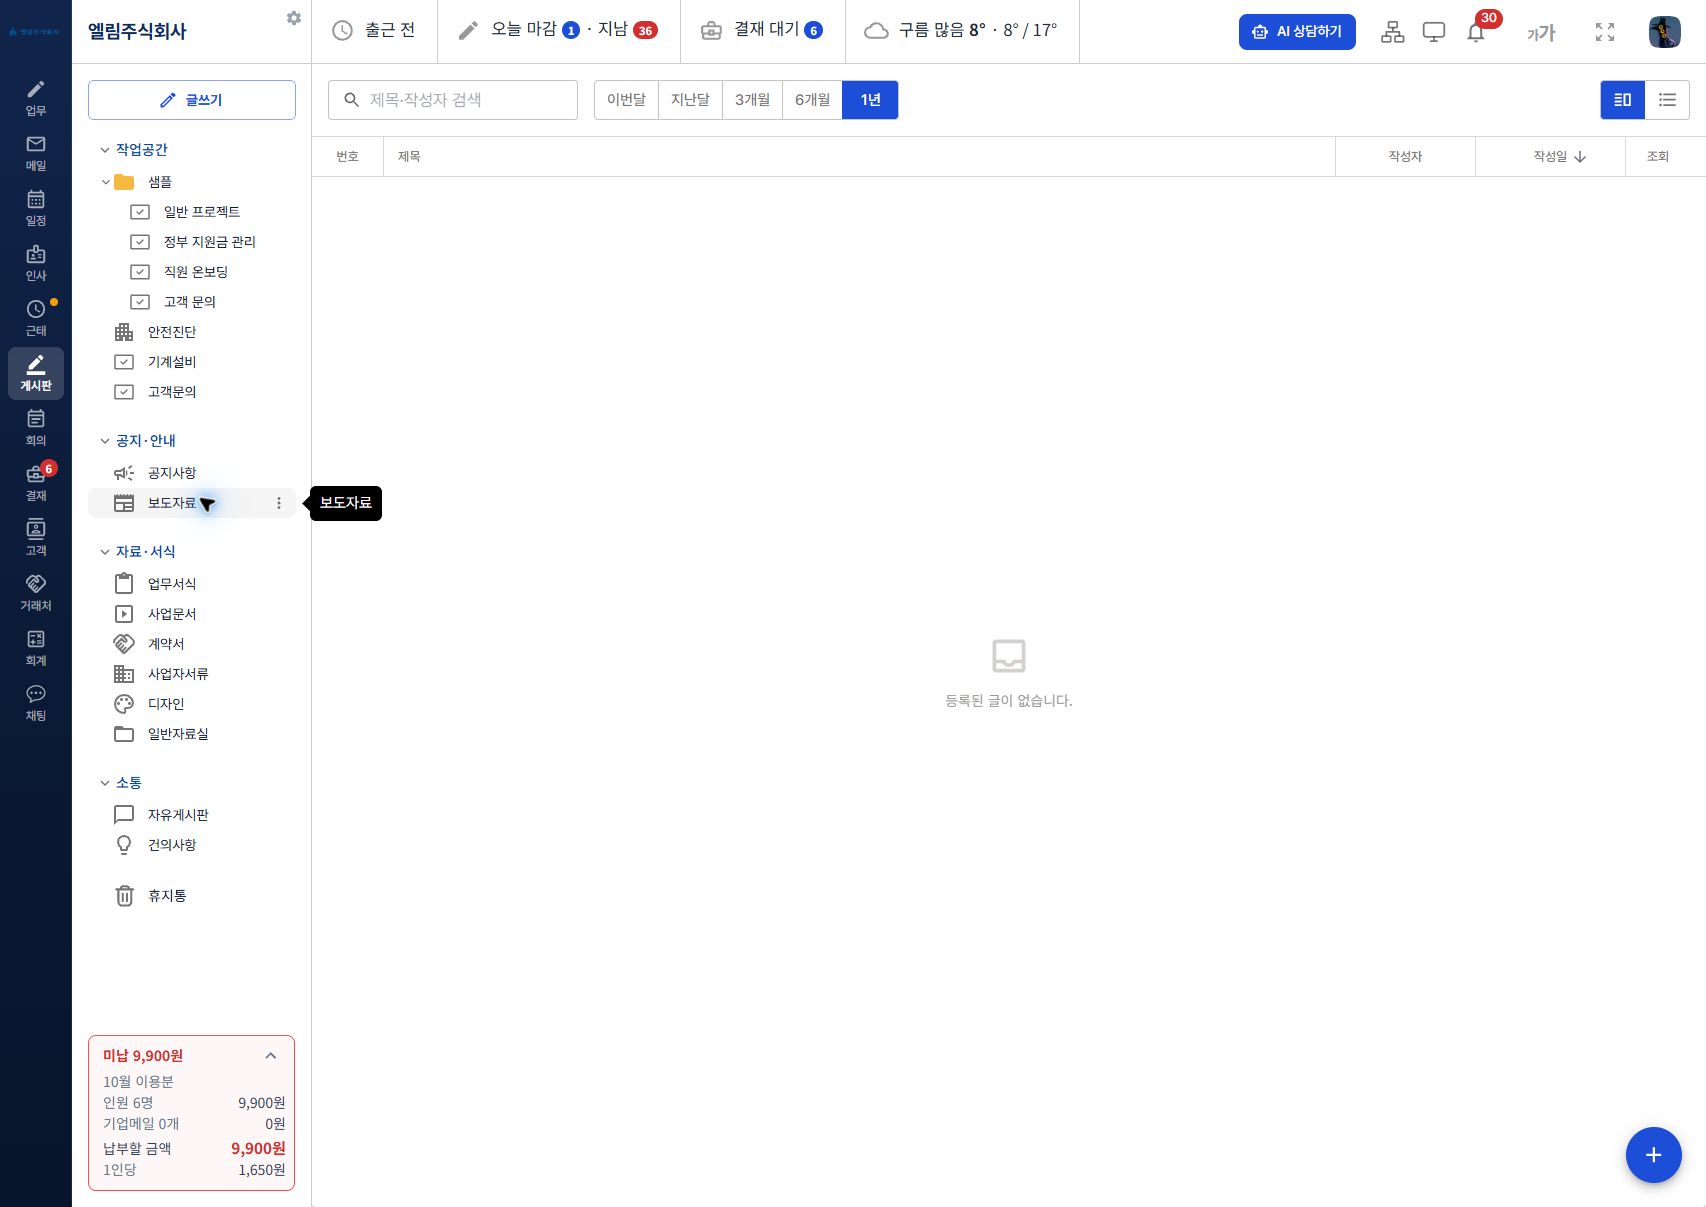 엘림주식회사
엘림주식회사
출근 전
오늘 마감 1 · 지남 36
결재 대기 6
구름 많음 8° · 8° / 17°
AI 상담하기
30
가가
업무
메일
일정
인사
근태
게시판
회의
6
결재
고객
거래처
회계
채팅
글쓰기
작업공간
샘플
일반 프로젝트
정부 지원금 관리
직원 온보딩
고객 문의
안전진단
기계설비
고객문의
공지·안내
공지사항
보도자료
보도자료
자료·서식
업무서식
사업문서
계약서
사업자서류
디자인
일반자료실
소통
자유게시판
건의사항
휴지통
미납 9,900원
10월 이용분
인원 6명 9,900원
기업메일 0개 0원
납부할 금액 9,900원
1인당 1,650원
제목·작성자 검색
이번달 지난달 3개월 6개월 1년
번호 제목 작성자 작성일 조회
등록된 글이 없습니다.